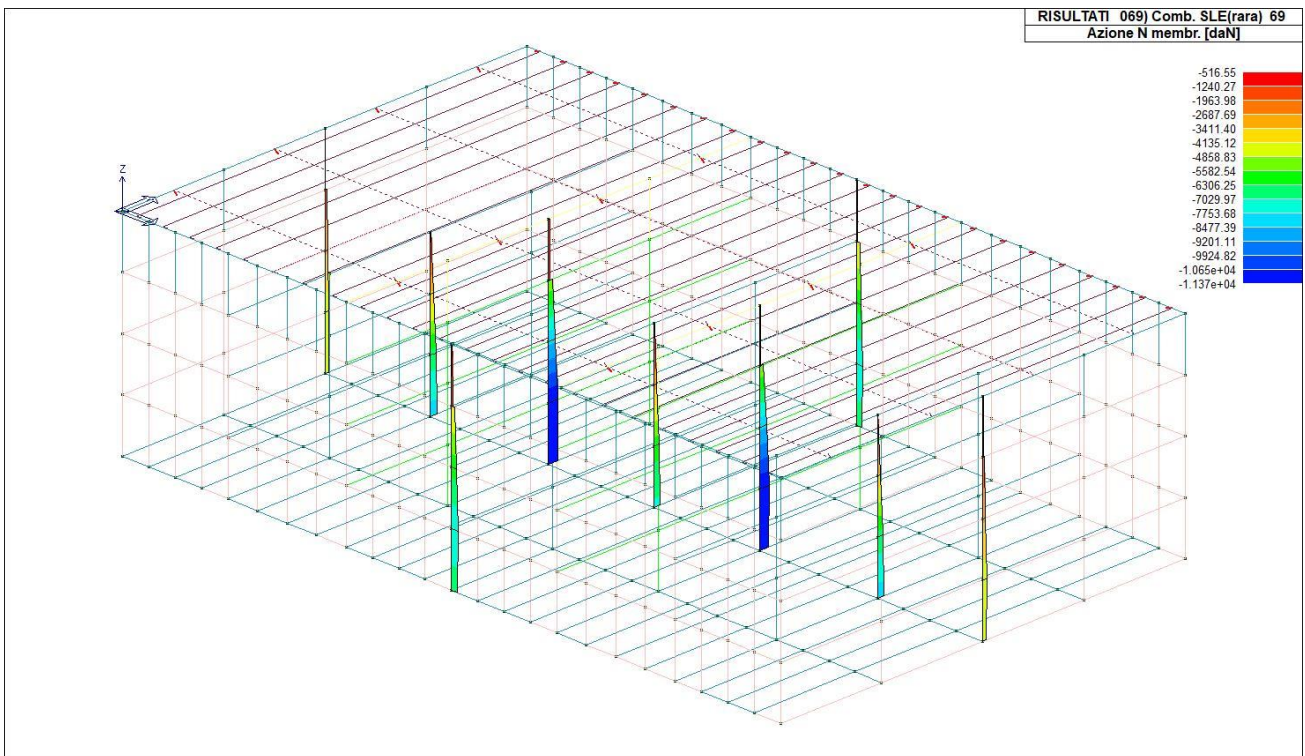 RISULTATI 069) Comb. SLE(rara) 69
Azione N membr. [daN]
-516.55
-1240.27
-1963.98
-2687.69
-3411.40
-4135.12
-4858.83
-5582.54
-6306.25
-7029.97
-7753.68
-8477.39
-9201.11
-9924.82
-1.065e+04
-1.137e+04
Z